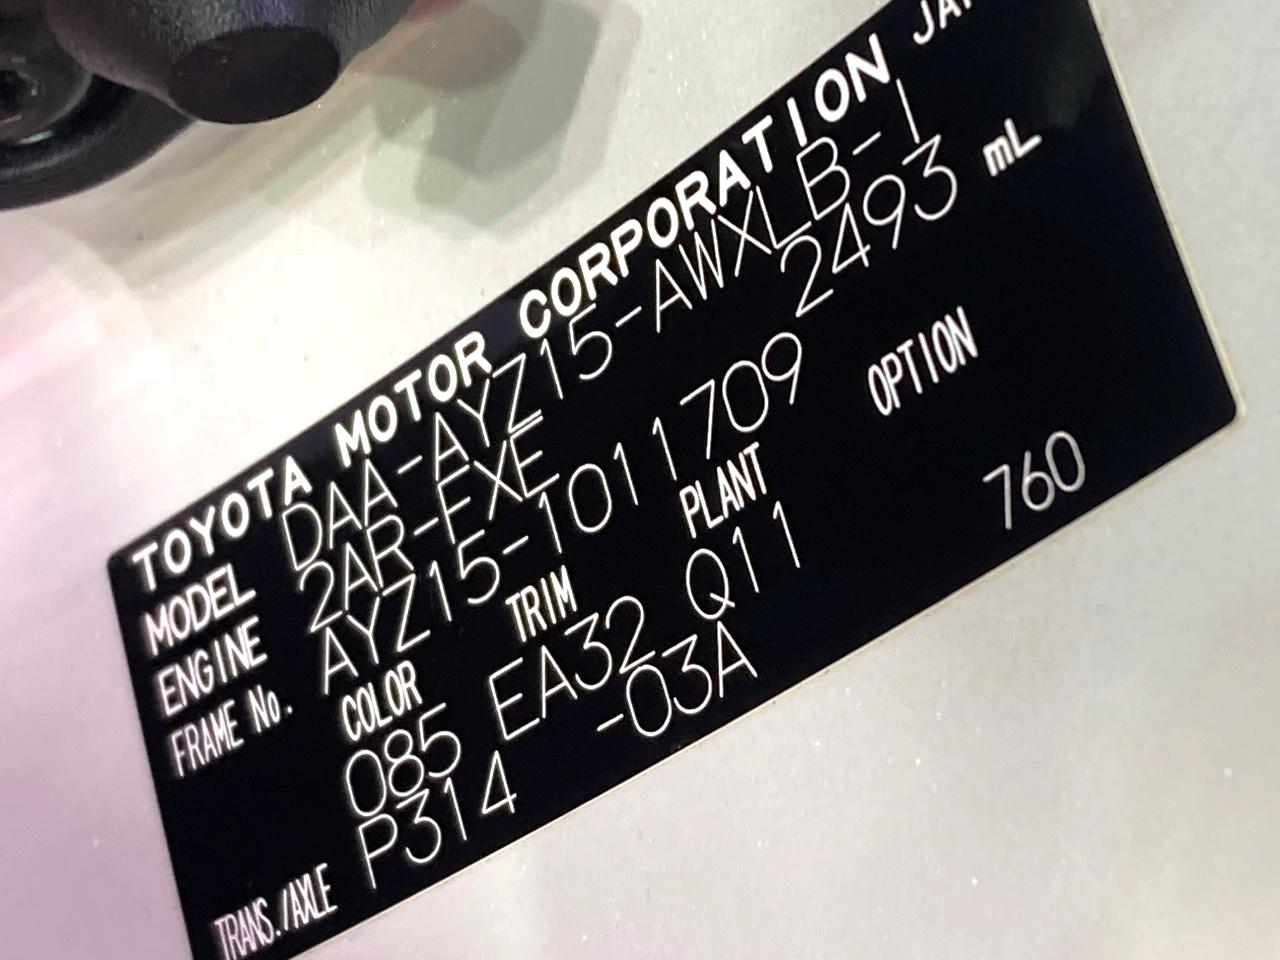 TOYOTA MOTOR CORPORATION
MODEL DAA-AYZ15-AWXLB-1
ENGINE 2AR-FXE 2493 mL
FRAME No. AYZ15-1011709
COLOR TRIM PLANT OPTION
085 EA32 Q11 760
TRANS./AXLE P314 -03A